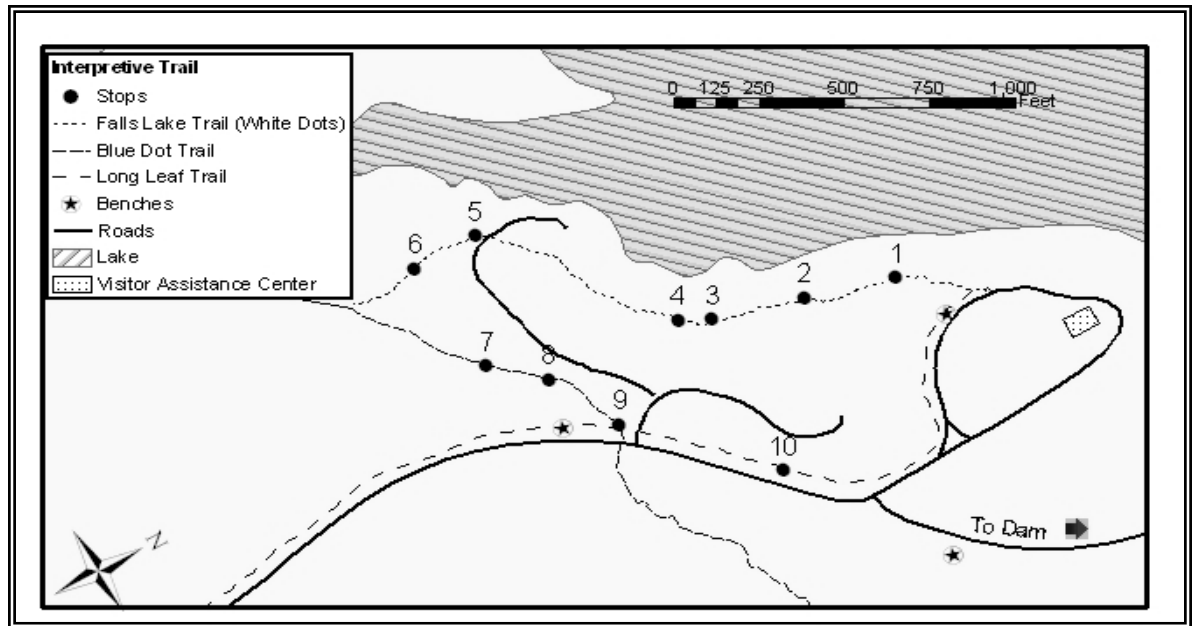 Interpretive Trail
Stops
Falls Lake Trail (White Dots)
Blue Dot Trail
Long Leaf Trail
Benches
Roads
Lake
Visitor Assistance Center
0 125 250 500 750 1,000
Feet
5
6
1
2
4 3
7
8
9
10
To Dam
N